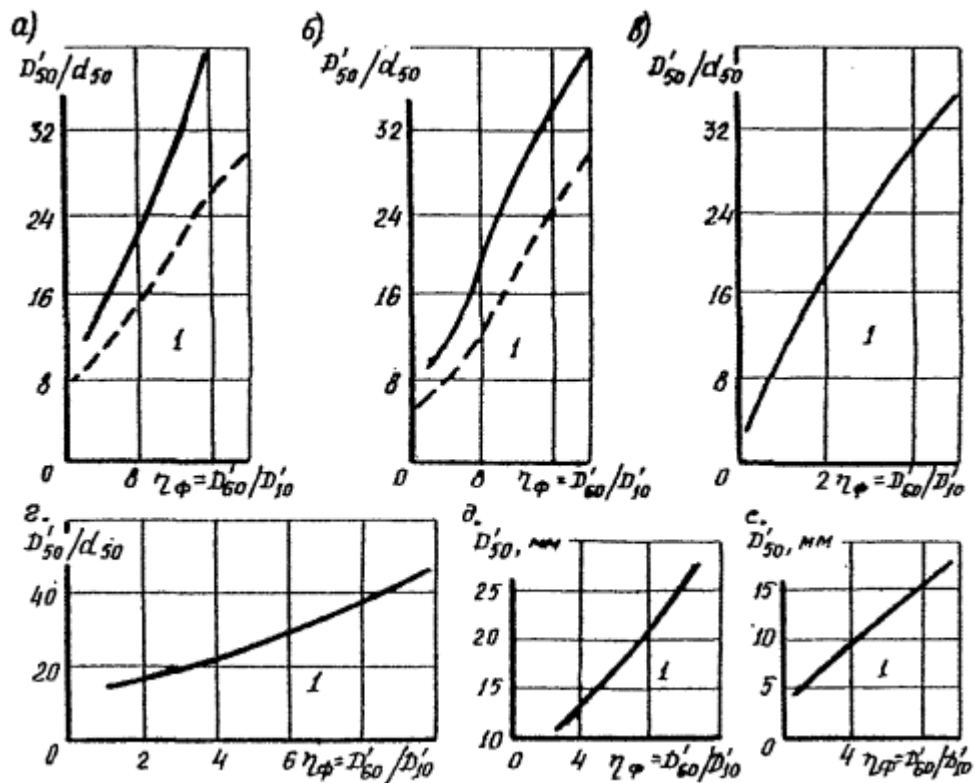 а) б) в)
D'50/d50 D'50/d50 D'50/d50
32 32 32
24 24 24
16 16 16
1 1 1
8 8 8
0 8 ηф=D'60/D'10 0 8 ηф=D'60/D'10 0 2 ηф=D'60/D'10
г. д. е.
D'50/d50 D'50, мм D'50, мм
40 25 15
20 20 10
1 15 1 5 1
0 2 4 6 ηф=D'60/D'10 10 0 4 ηф=D'60/D'10 0 4 ηф=D'60/D'10